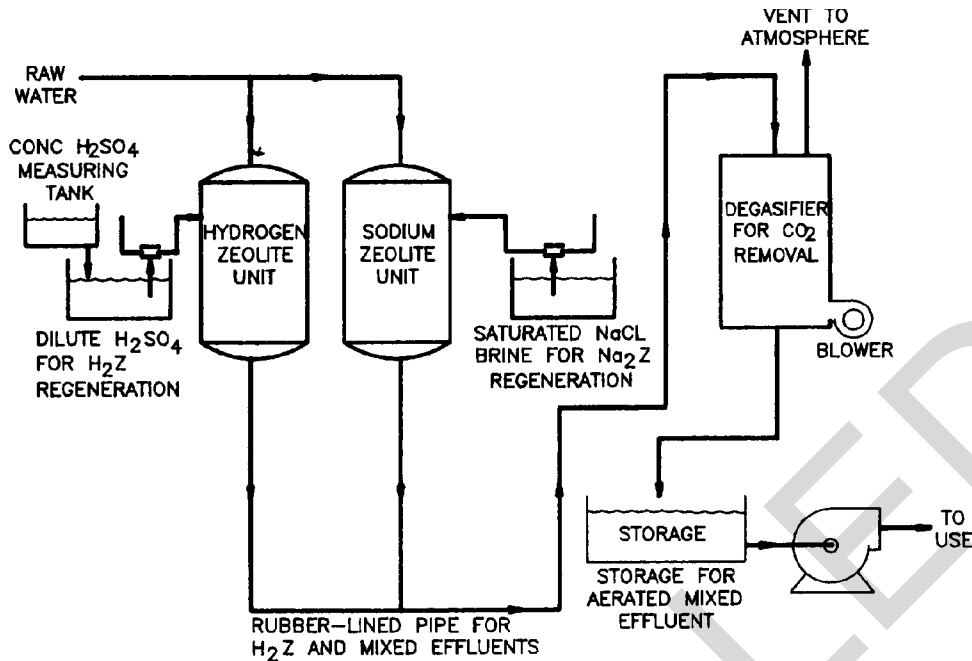 VENT TO
ATMOSPHERE
RAW
WATER
CONC H₂SO₄
MEASURING
TANK
HYDROGEN
ZEOLITE
UNIT
SODIUM
ZEOLITE
UNIT
DEGASIFIER
FOR CO₂
REMOVAL
DILUTE H₂SO₄
FOR H₂Z
REGENERATION
SATURATED NaCL
BRINE FOR Na₂Z
REGENERATION
BLOWER
STORAGE
TO
USE
STORAGE FOR
AERATED MIXED
EFFLUENT
RUBBER-LINED PIPE FOR
H₂Z AND MIXED EFFLUENTS